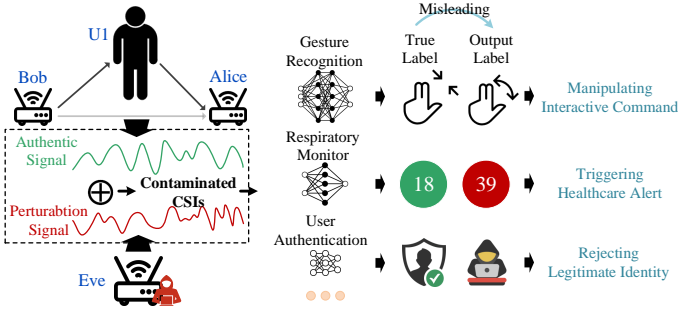 Misleading
U1
Gesture
Recognition
True
Label
Output
Label
Bob
Alice
Manipulating
Interactive Command
Authentic
Signal
Respiratory
Monitor
Contaminated
CSIs
18
39
Triggering
Healthcare Alert
Perturabtion
Signal
User
Authentication
Rejecting
Legitimate Identity
Eve